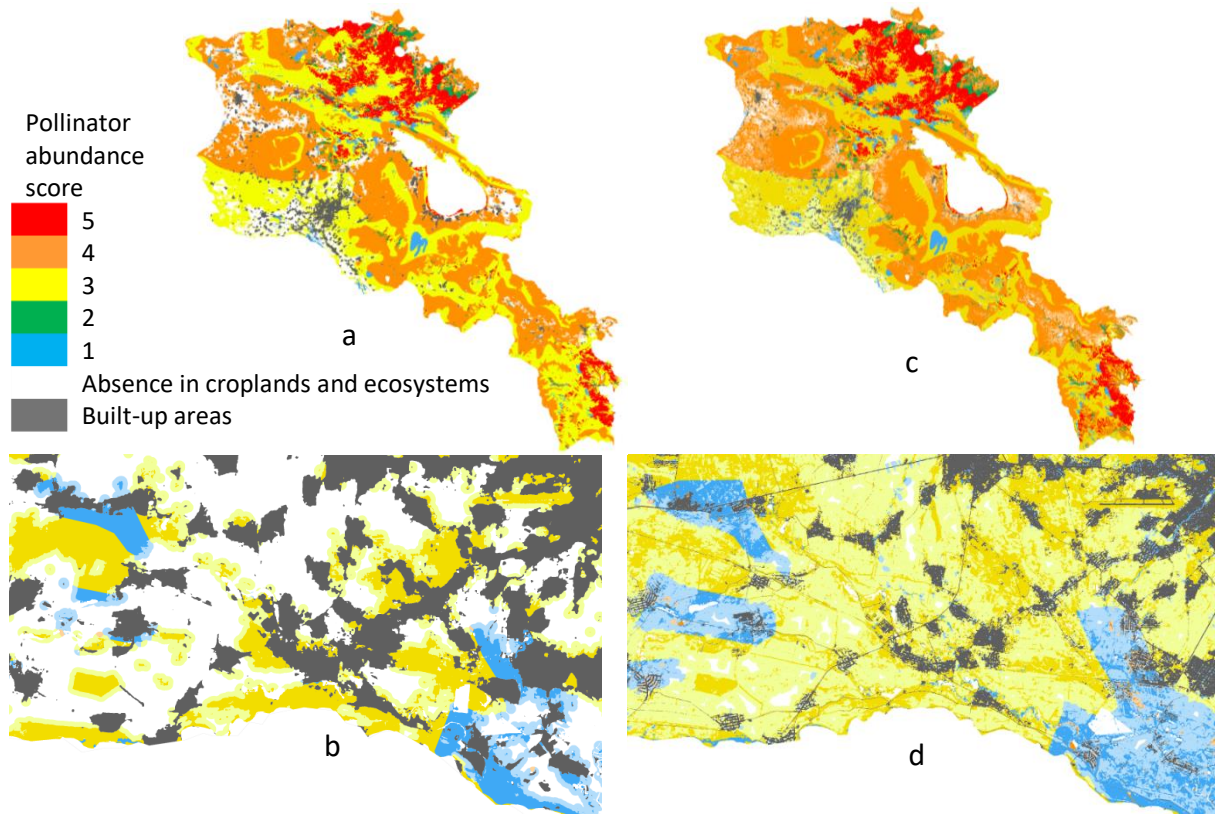 Pollinator
abundance
score
5
4
3
2
1
Absence in croplands and ecosystems
Built-up areas
a
c
b
d